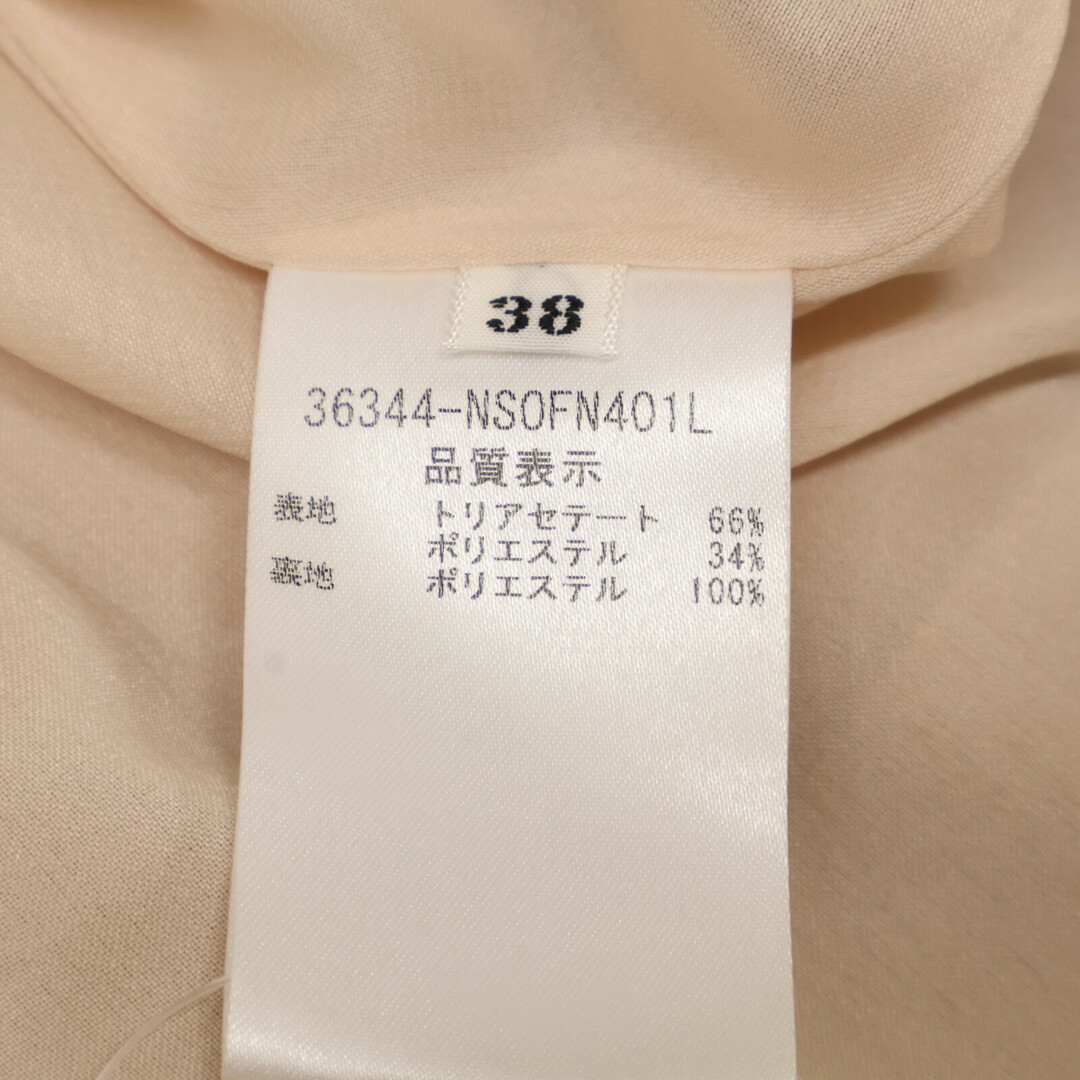 38
36344-NSOFN401L
品質表示
表地 トリアセテート 66%
ポリエステル 34%
裏地 ポリエステル 100%